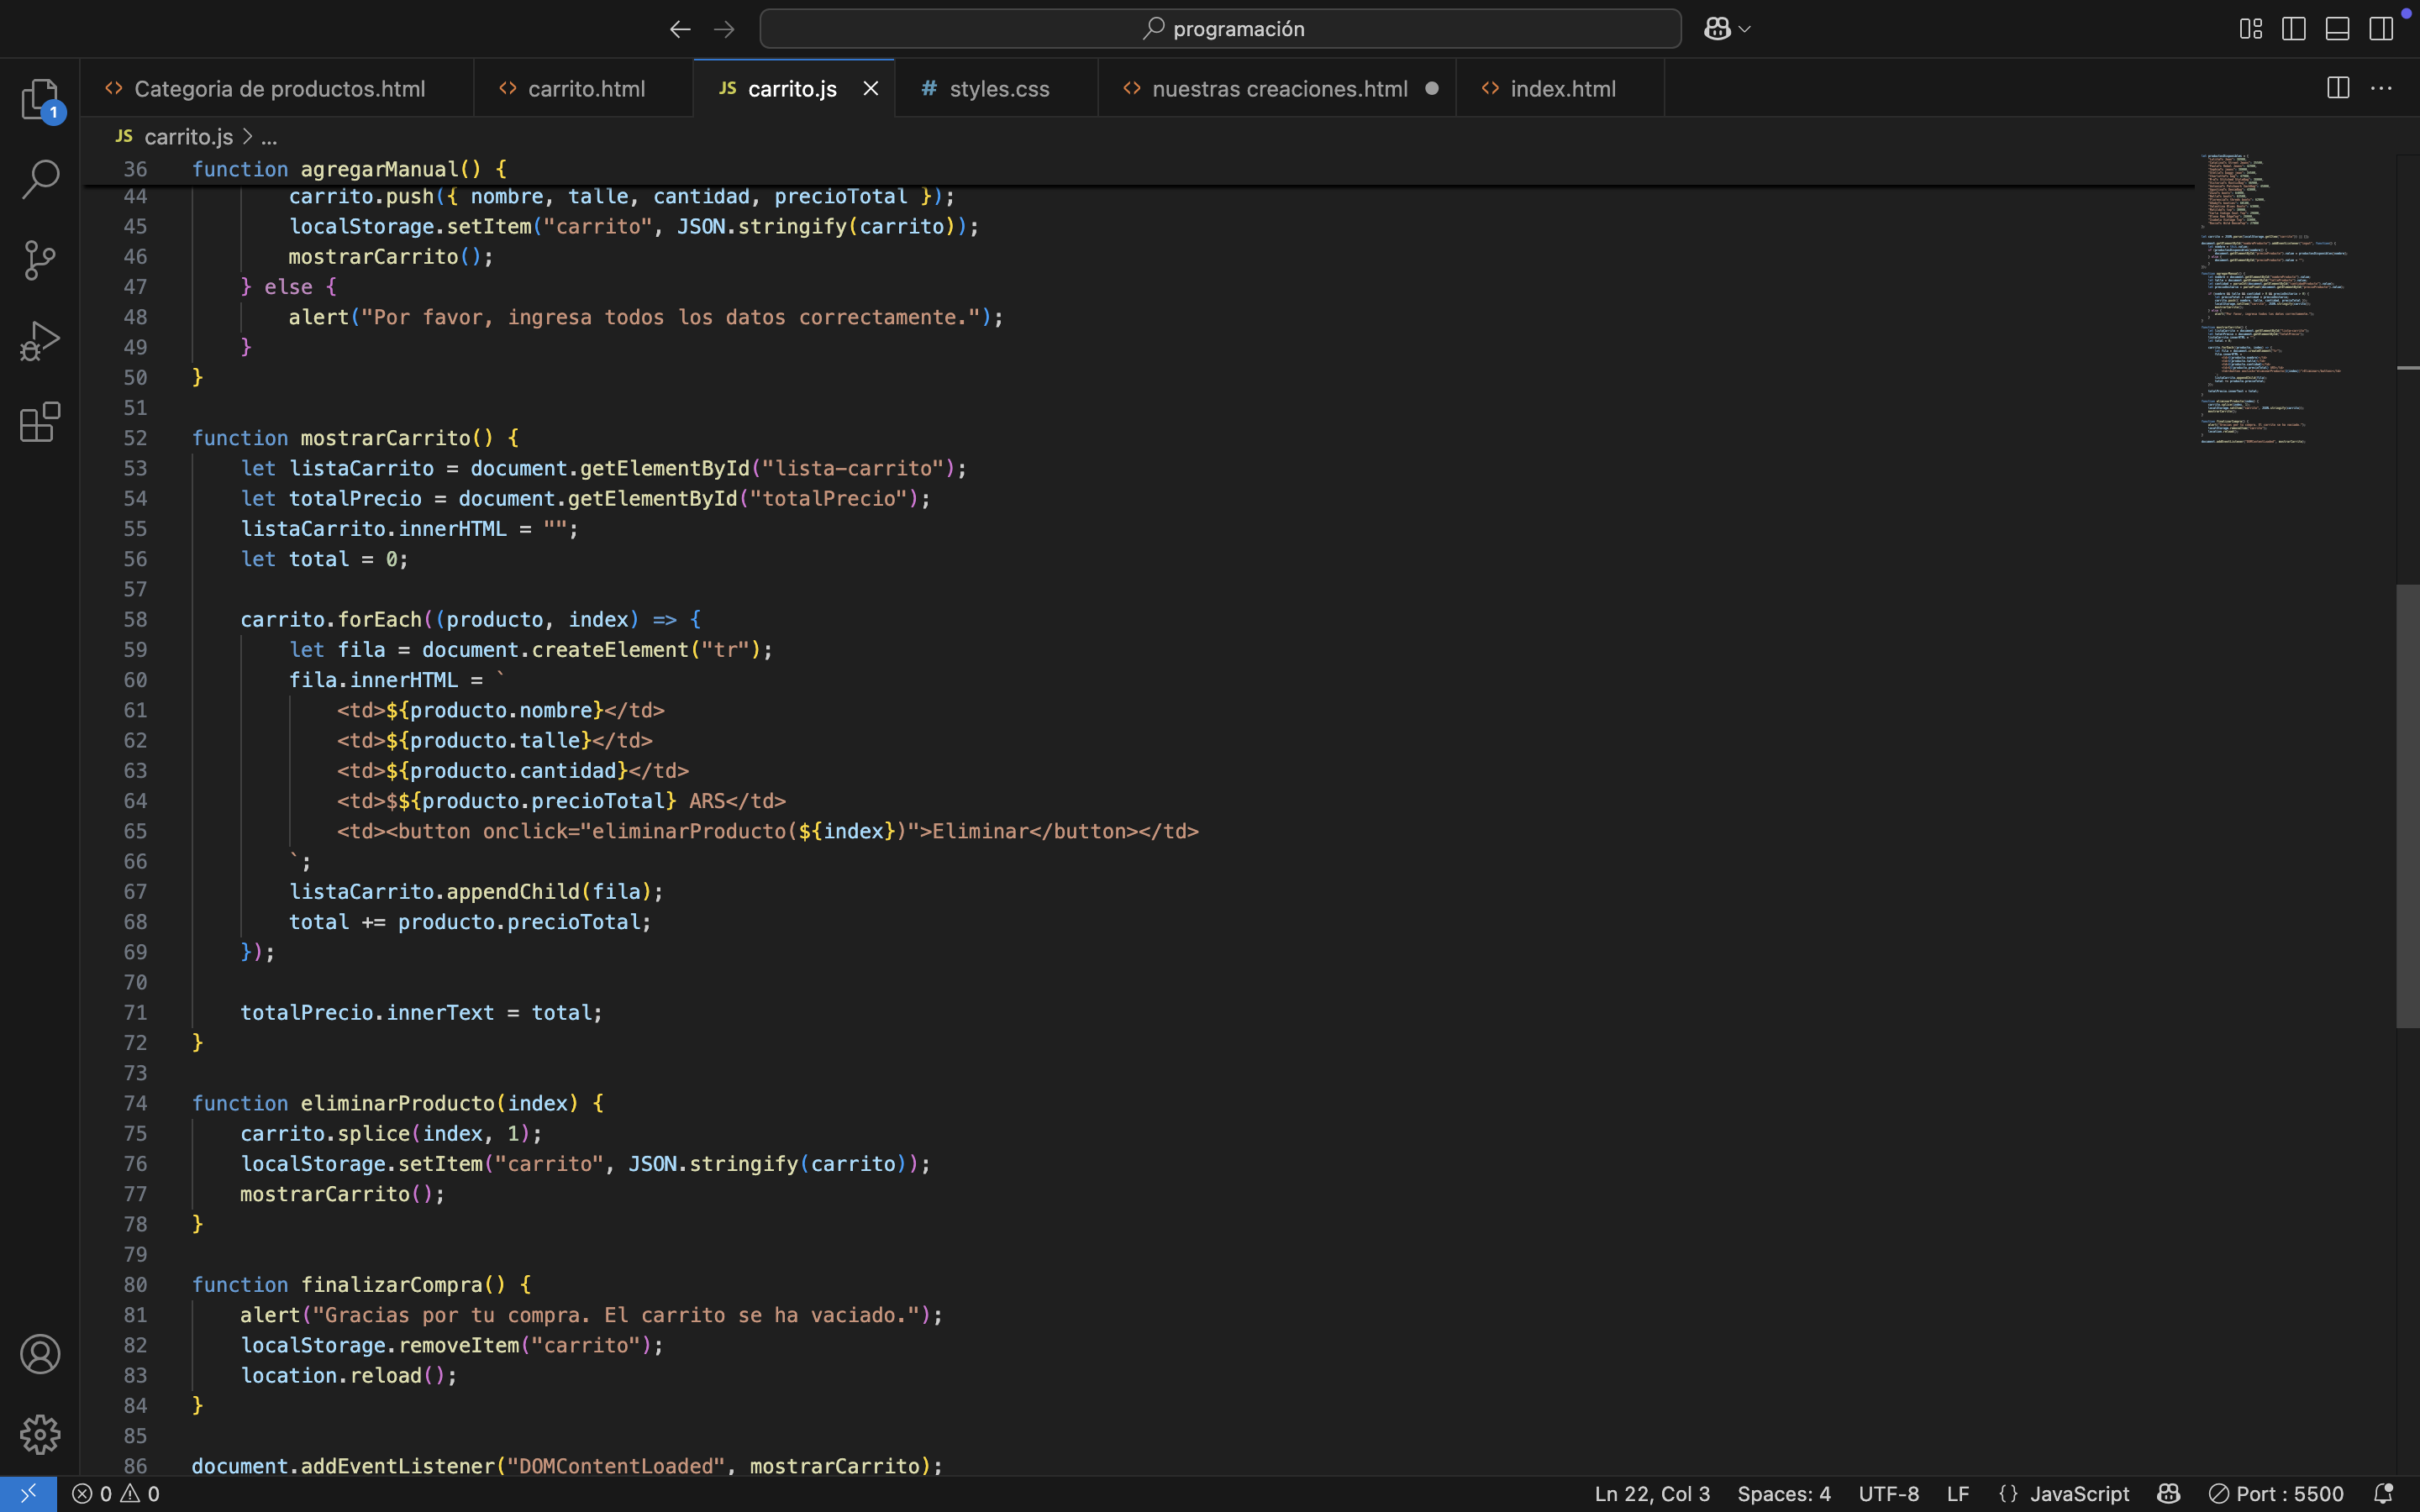 programación
Categoria de productos.html
carrito.html
JS carrito.js
# styles.css
nuestras creaciones.html
index.html
1
JS carrito.js > ...
36 function agregarManual() {
44 carrito.push({ nombre, talle, cantidad, precioTotal });
45 localStorage.setItem("carrito", JSON.stringify(carrito));
46 mostrarCarrito();
47 } else {
48 alert("Por favor, ingresa todos los datos correctamente.");
49 }
50 }
51
52 function mostrarCarrito() {
53 let listaCarrito = document.getElementById("lista-carrito");
54 let totalPrecio = document.getElementById("totalPrecio");
55 listaCarrito.innerHTML = "";
56 let total = 0;
57
58 carrito.forEach((producto, index) => {
59 let fila = document.createElement("tr");
60 fila.innerHTML = `
61 <td>${producto.nombre}</td>
62 <td>${producto.talle}</td>
63 <td>${producto.cantidad}</td>
64 <td>$${producto.precioTotal} ARS</td>
65 <td><button onclick="eliminarProducto(${index})">Eliminar</button></td>
66 `;
67 listaCarrito.appendChild(fila);
68 total += producto.precioTotal;
69 });
70
71 totalPrecio.innerText = total;
72 }
73
74 function eliminarProducto(index) {
75 carrito.splice(index, 1);
76 localStorage.setItem("carrito", JSON.stringify(carrito));
77 mostrarCarrito();
78 }
79
80 function finalizarCompra() {
81 alert("Gracias por tu compra. El carrito se ha vaciado.");
82 localStorage.removeItem("carrito");
83 location.reload();
84 }
85
86 document.addEventListener("DOMContentLoaded", mostrarCarrito);
0 0
Ln 22, Col 3
Spaces: 4
UTF-8
LF
{} JavaScript
Port : 5500